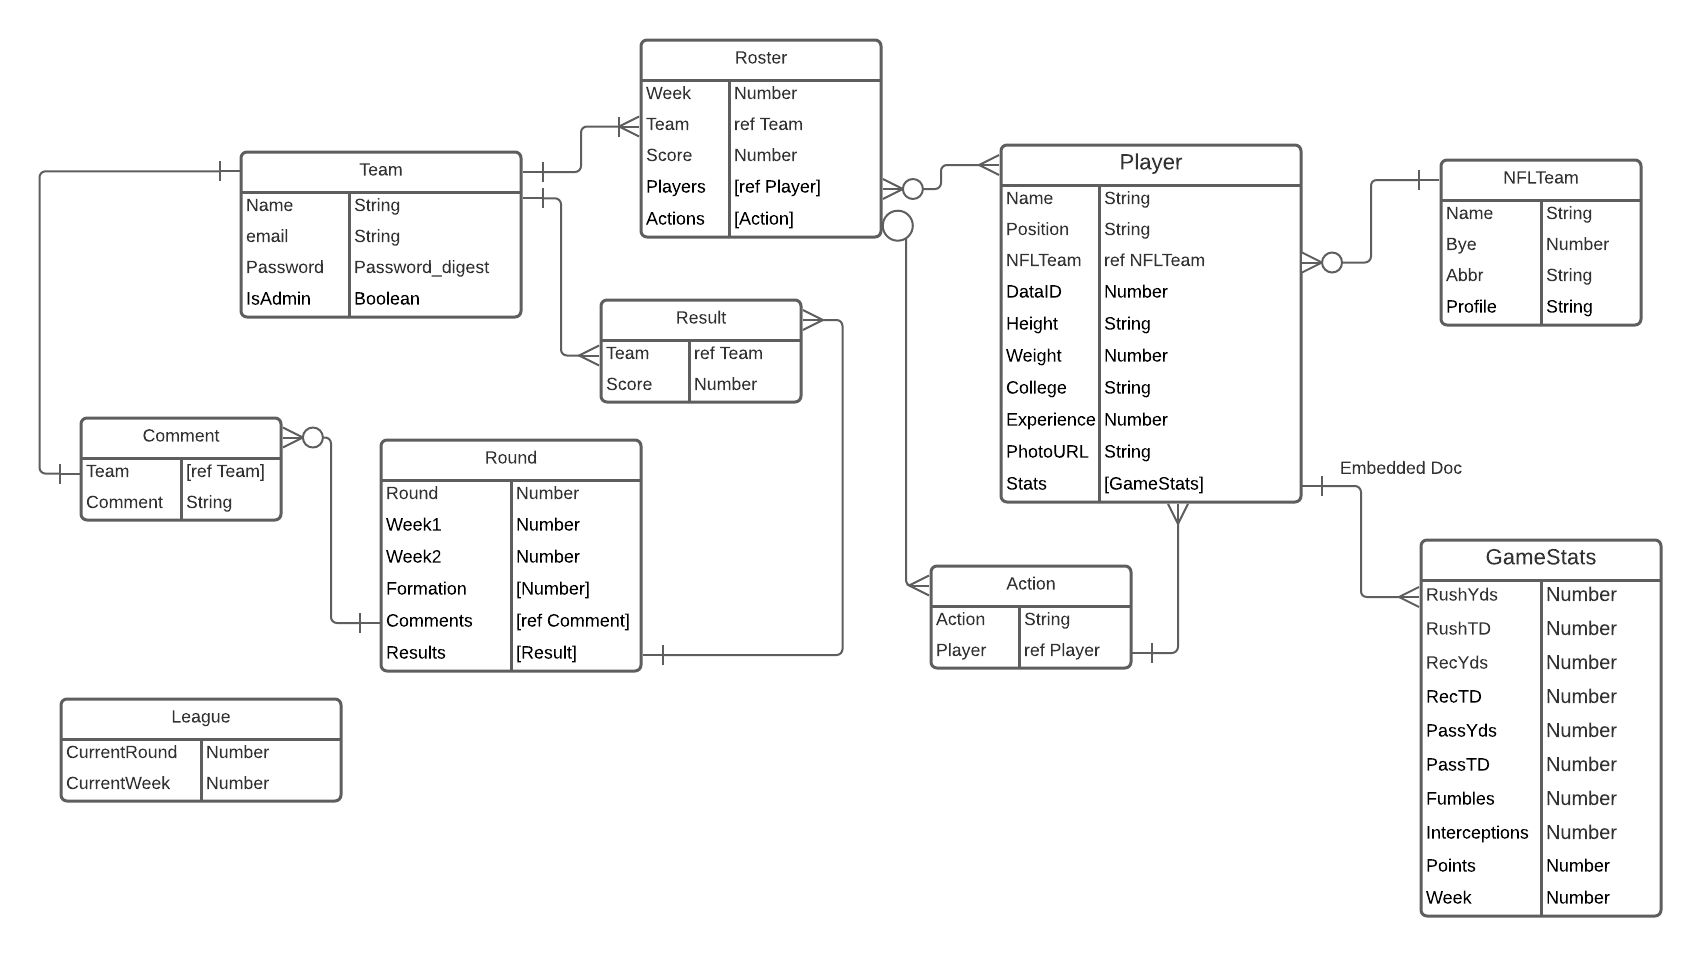 Roster
Week Number
Team ref Team
Score Number
Players [ref Player]
Actions [Action]
Team
Name String
email String
Password Password_digest
IsAdmin Boolean
Player
Name String
Position String
NFLTeam ref NFLTeam
DataID Number
Height String
Weight Number
College String
Experience Number
PhotoURL String
Stats [GameStats]
NFLTeam
Name String
Bye Number
Abbr String
Profile String
Result
Team ref Team
Score Number
Comment
Team [ref Team]
Comment String
Round
Round Number
Week1 Number
Week2 Number
Formation [Number]
Comments [ref Comment]
Results [Result]
Embedded Doc
Action
Action String
Player ref Player
GameStats
RushYds Number
RushTD Number
RecYds Number
RecTD Number
PassYds Number
PassTD Number
Fumbles Number
Interceptions Number
Points Number
Week Number
League
CurrentRound Number
CurrentWeek Number